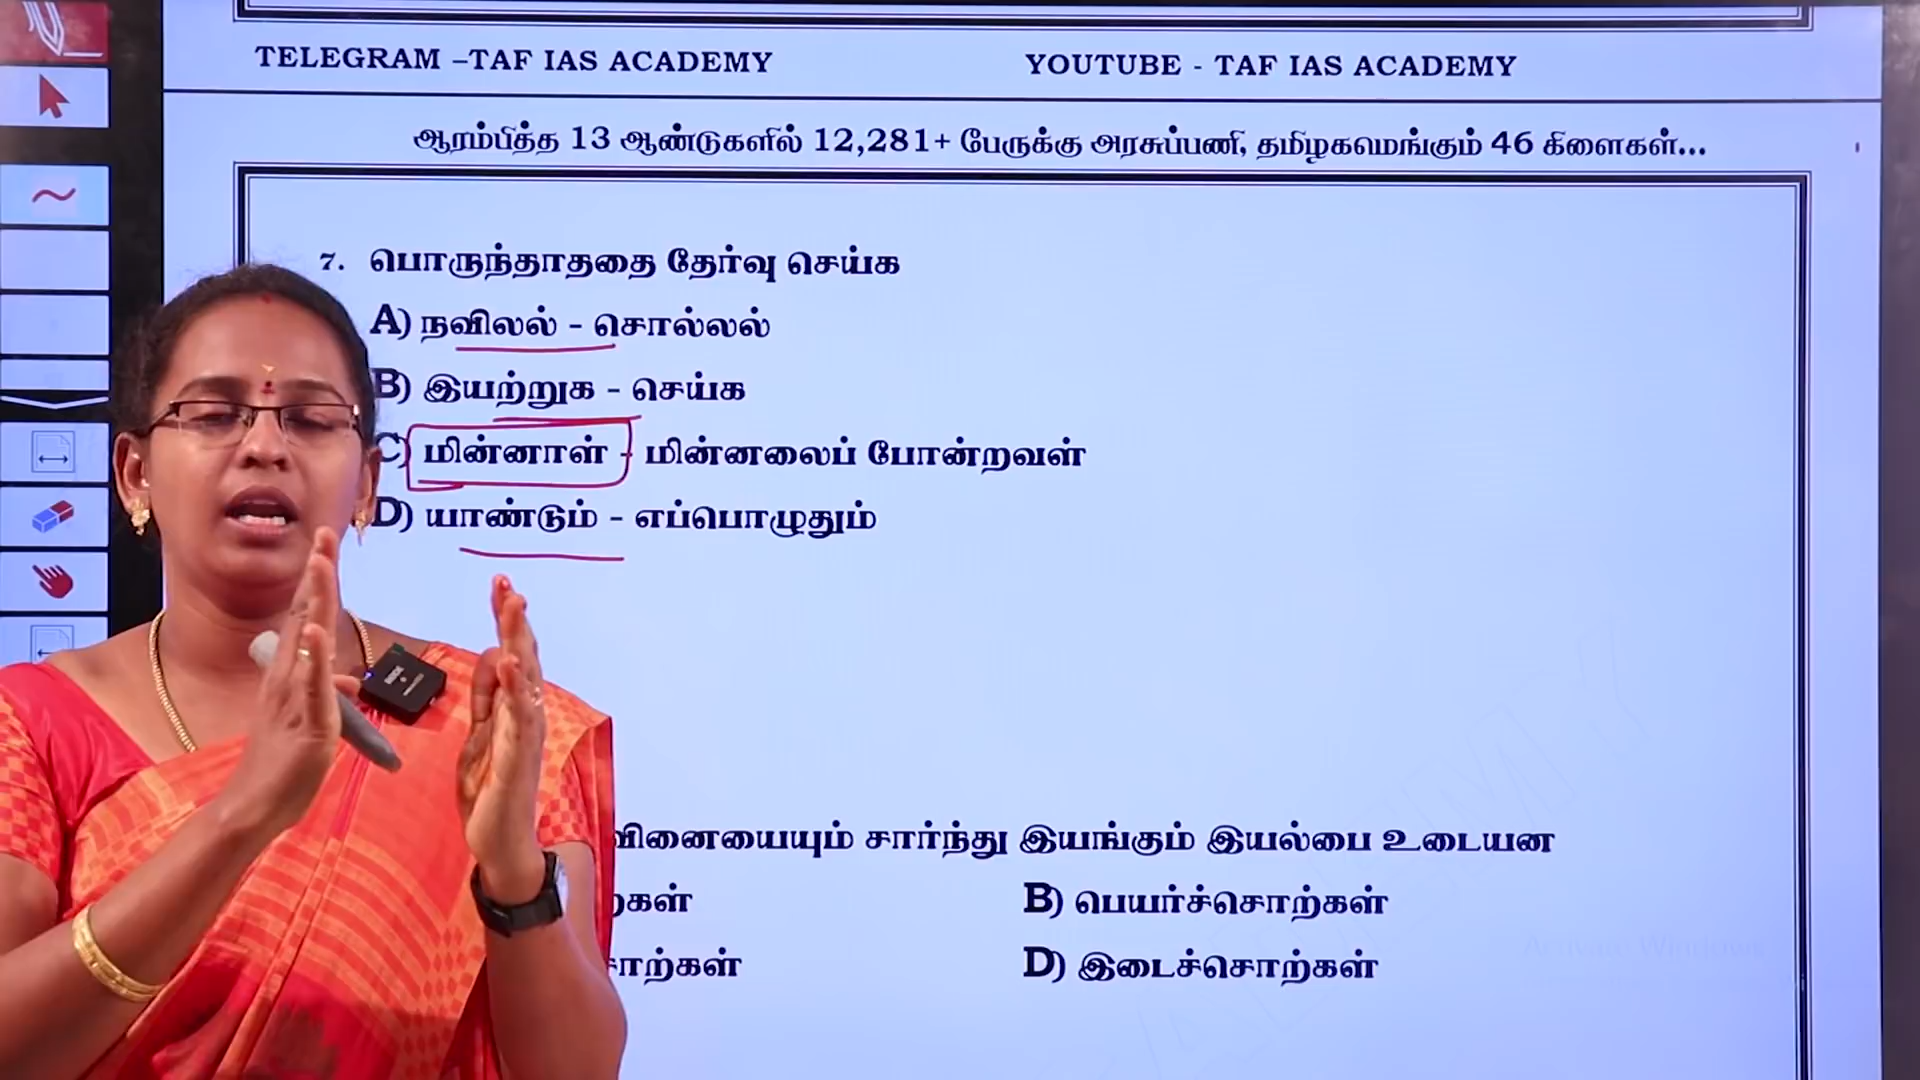 TELEGRAM –TAF IAS ACADEMY YOUTUBE - TAF IAS ACADEMY
ஆரம்பித்த 13 ஆண்டுகளில் 12,281+ பேருக்கு அரசுப்பணி, தமிழகமெங்கும் 46 கிளைகள்...
7. பொருந்தாததை தேர்வு செய்க
A) நவிலல் - சொல்லல்
B) இயற்றுக - செய்க
C) மின்னாள் - மின்னலைப் போன்றவள்
D) யாண்டும் - எப்பொழுதும்
வினையையும் சார்ந்து இயங்கும் இயல்பை உடையன
B) பெயர்ச்சொற்கள்
D) இடைச்சொற்கள்